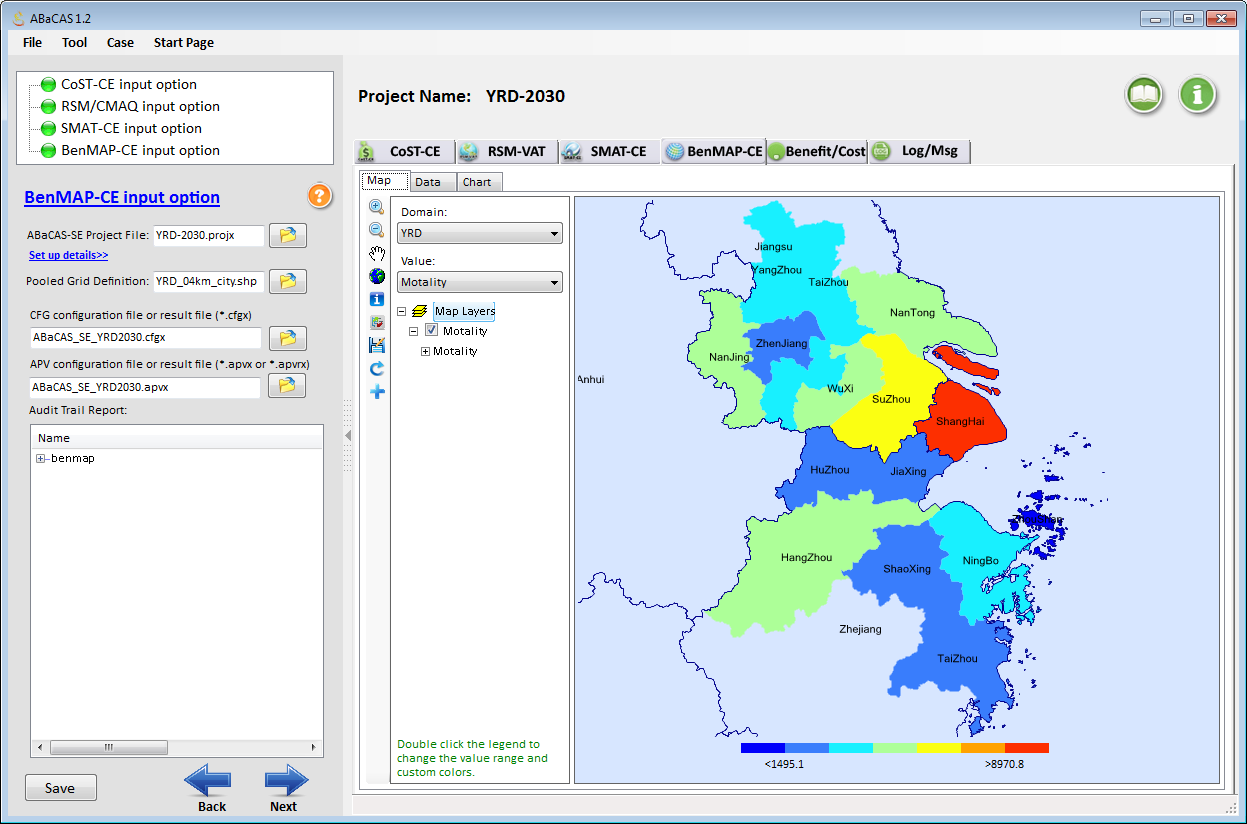 ABaCAS 1.2
File Tool Case Start Page
CoST-CE input option
RSM/CMAQ input option
SMAT-CE input option
BenMAP-CE input option
Project Name: YRD-2030
CoST-CE RSM-VAT SMAT-CE BenMAP-CE Benefit/Cost Log/Msg
BenMAP-CE input option
ABaCAS-SE Project File: YRD-2030.projx
Set up details>>
Pooled Grid Definition: YRD_04km_city.shp
CFG configuration file or result file (*.cfgx)
ABaCAS_SE_YRD2030.cfgx
APV configuration file or result file (*.apvx or *.apvrx)
ABaCAS_SE_YRD2030.apvx
Audit Trail Report:
Name
benmap
Save
Back
Next
Map Data Chart
Domain:
YRD
Value:
Motality
Map Layers
Motality
Motality
Double click the legend to
change the value range and
custom colors.
Jiangsu
YangZhou
TaiZhou
NanTong
ZhenJiang
NanJing
Anhui
WuXi
SuZhou
ShangHai
HuZhou
JiaXing
HangZhou
NingBo
ShaoXing
Zhejiang
TaiZhou
<1495.1 >8970.8